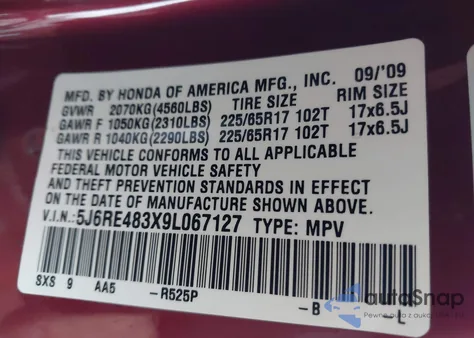 MFD. BY HONDA OF AMERICA MFG., INC. 09/'09
GVWR 2070KG(4560LBS) TIRE SIZE RIM SIZE
GAWR F 1050KG(2310LBS) 225/65R17 102T 17x6.5J
GAWR R 1040KG(2290LBS) 225/65R17 102T 17x6.5J
THIS VEHICLE CONFORMS TO ALL APPLICABLE
FEDERAL MOTOR VEHICLE SAFETY
AND THEFT PREVENTION STANDARDS IN EFFECT
ON THE DATE OF MANUFACTURE SHOWN ABOVE.
V.I.N.:5J6RE483X9L067127 TYPE: MPV
SXS 9 AA5 -R525P -B -L
autoSnap